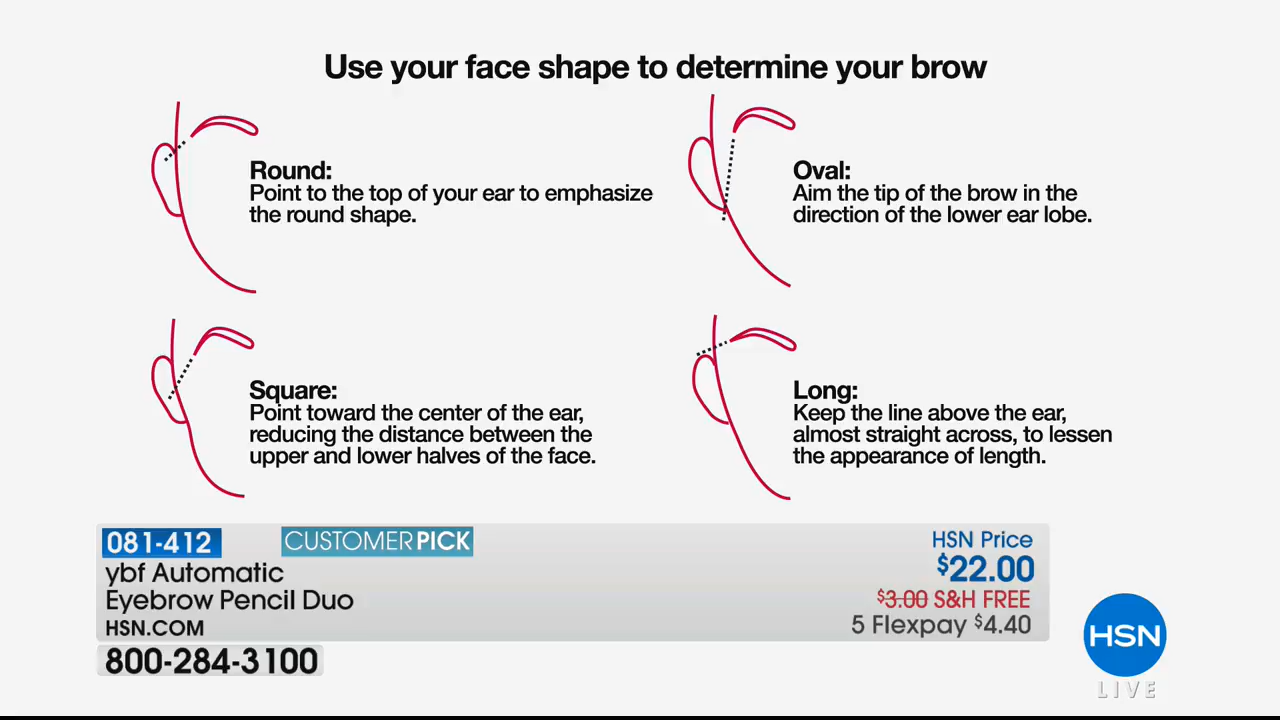 Use your face shape to determine your brow
Round:
Point to the top of your ear to emphasize
the round shape.
Oval:
Aim the tip of the brow in the
direction of the lower ear lobe.
Square:
Point toward the center of the ear,
reducing the distance between the
upper and lower halves of the face.
Long:
Keep the line above the ear,
almost straight across, to lessen
the appearance of length.
081-412
CUSTOMERPICK
ybf Automatic
Eyebrow Pencil Duo
HSN.COM
800-284-3100
HSN Price
$22.00
$3.00 S&H FREE
5 Flexpay $4.40
HSN
LIVE